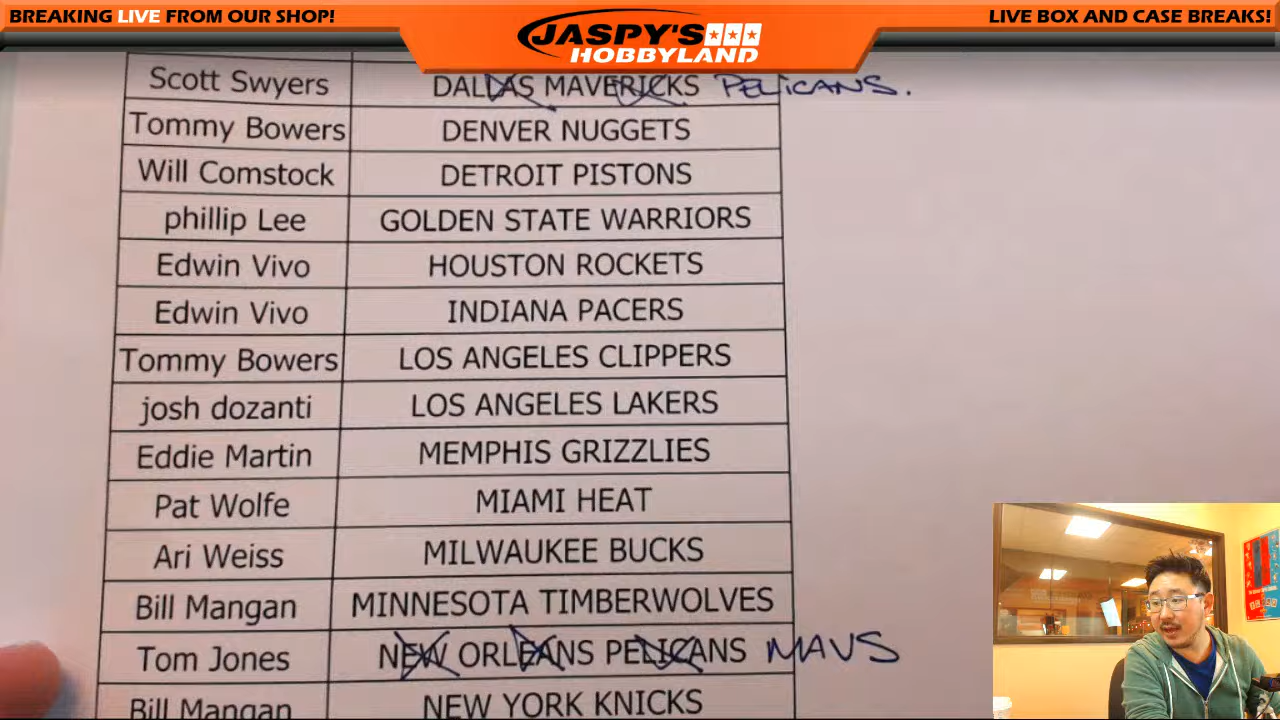 BREAKING LIVE FROM OUR SHOP!
JASPY'S
HOBBYLAND
LIVE BOX AND CASE BREAKS!
Scott Swyers DALLAS MAVERICKS PELICANS.
Tommy Bowers DENVER NUGGETS
Will Comstock DETROIT PISTONS
phillip Lee GOLDEN STATE WARRIORS
Edwin Vivo HOUSTON ROCKETS
Edwin Vivo INDIANA PACERS
Tommy Bowers LOS ANGELES CLIPPERS
josh dozanti LOS ANGELES LAKERS
Eddie Martin MEMPHIS GRIZZLIES
Pat Wolfe MIAMI HEAT
Ari Weiss MILWAUKEE BUCKS
Bill Mangan MINNESOTA TIMBERWOLVES
Tom Jones NEW ORLEANS PELICANS MAVS
Bill Mangan NEW YORK KNICKS